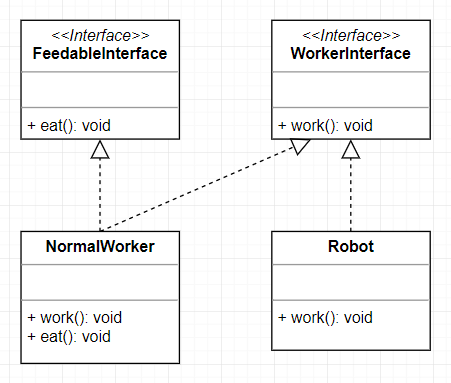 <<Interface>>
FeedableInterface
+ eat(): void
<<Interface>>
WorkerInterface
+ work(): void
NormalWorker
+ work(): void
+ eat(): void
Robot
+ work(): void